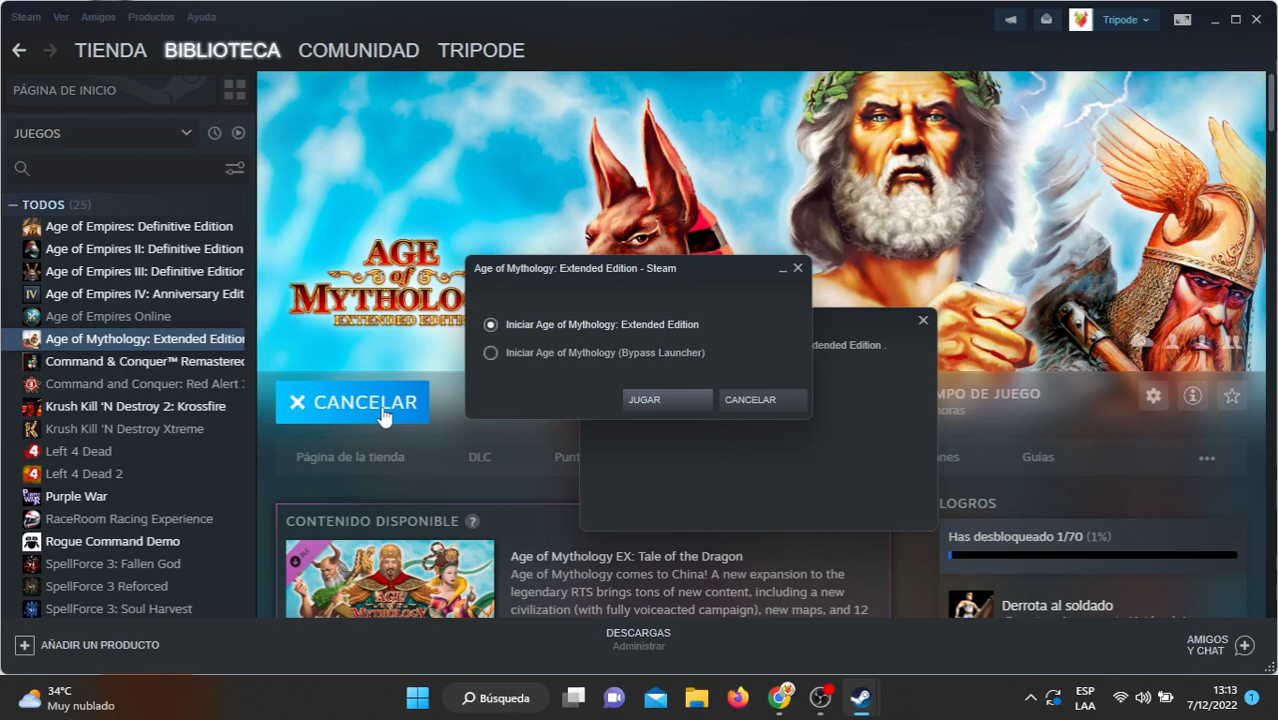 Steam Ver Amigos Productos Ayuda
Tripode
TIENDA BIBLIOTECA COMUNIDAD TRIPODE
PÁGINA DE INICIO
JUEGOS
TODOS (25)
Age of Empires: Definitive Edition
Age of Empires II: Definitive Edition
Age of Empires III: Definitive Edition
Age of Empires IV: Anniversary Edit
Age of Empires Online
Age of Mythology: Extended Edition
Command & Conquer™ Remastered
Command and Conquer: Red Alert 3
Krush Kill 'N Destroy 2: Krossfire
Krush Kill 'N Destroy Xtreme
Left 4 Dead
Left 4 Dead 2
Purple War
RaceRoom Racing Experience
Rogue Command Demo
SpellForce 3: Fallen God
SpellForce 3 Reforced
SpellForce 3: Soul Harvest
AÑADIR UN PRODUCTO
AGE
of
MYTHOLO
EXTENDED EDITIO
Age of Mythology: Extended Edition - Steam
Iniciar Age of Mythology: Extended Edition
Iniciar Age of Mythology (Bypass Launcher)
JUGAR CANCELAR
tended Edition .
CANCELAR
MPO DE JUEGO
horas
Página de la tienda DLC Punt ones Guías
CONTENIDO DISPONIBLE ?
DLC
Age of Mythology EX: Tale of the Dragon
Age of Mythology comes to China! A new expansion to the
legendary RTS brings tons of new content, including a new
civilization (with fully voiceacted campaign), new maps, and 12
LOGROS
Has desbloqueado 1/70 (1%)
Derrota al soldado
DESCARGAS
Administrar
AMIGOS
Y CHAT
34°C
Muy nublado
Búsqueda
ESP
LAA
13:13
7/12/2022
1